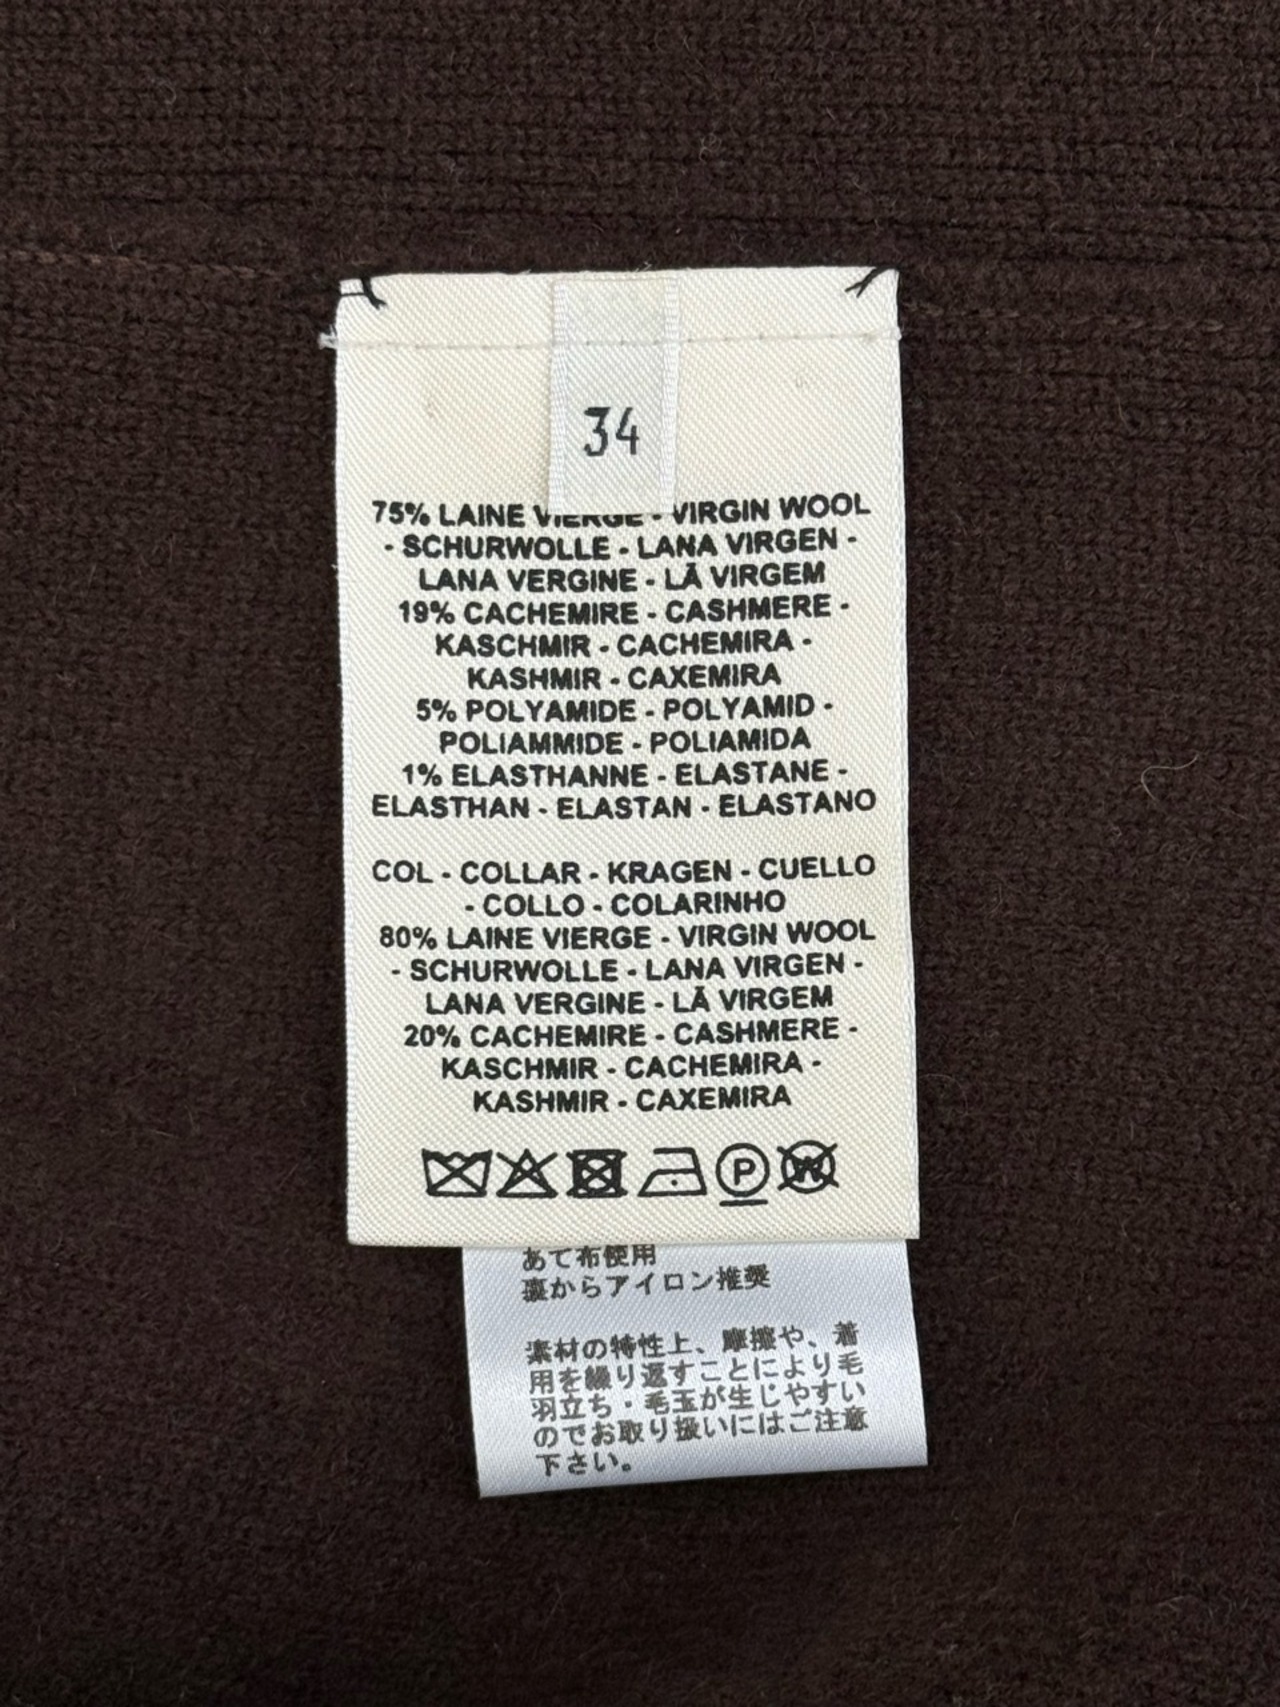 34
75% LAINE VIERGE - VIRGIN WOOL
- SCHURWOLLE - LANA VIRGEN -
LANA VERGINE - LÃ VIRGEM
19% CACHEMIRE - CASHMERE -
KASCHMIR - CACHEMIRA -
KASHMIR - CAXEMIRA
5% POLYAMIDE - POLYAMID -
POLIAMMIDE - POLIAMIDA
1% ELASTHANNE - ELASTANE -
ELASTHAN - ELASTAN - ELASTANO
COL - COLLAR - KRAGEN - CUELLO
- COLLO - COLARINHO
80% LAINE VIERGE - VIRGIN WOOL
- SCHURWOLLE - LANA VIRGEN -
LANA VERGINE - LÃ VIRGEM
20% CACHEMIRE - CASHMERE -
KASCHMIR - CACHEMIRA -
KASHMIR - CAXEMIRA
P W
あて布使用
裏からアイロン推奨
素材の特性上、摩擦や、着
用を繰り返すことにより毛
羽立ち・毛玉が生じやすい
のでお取り扱いにはご注意
下さい。